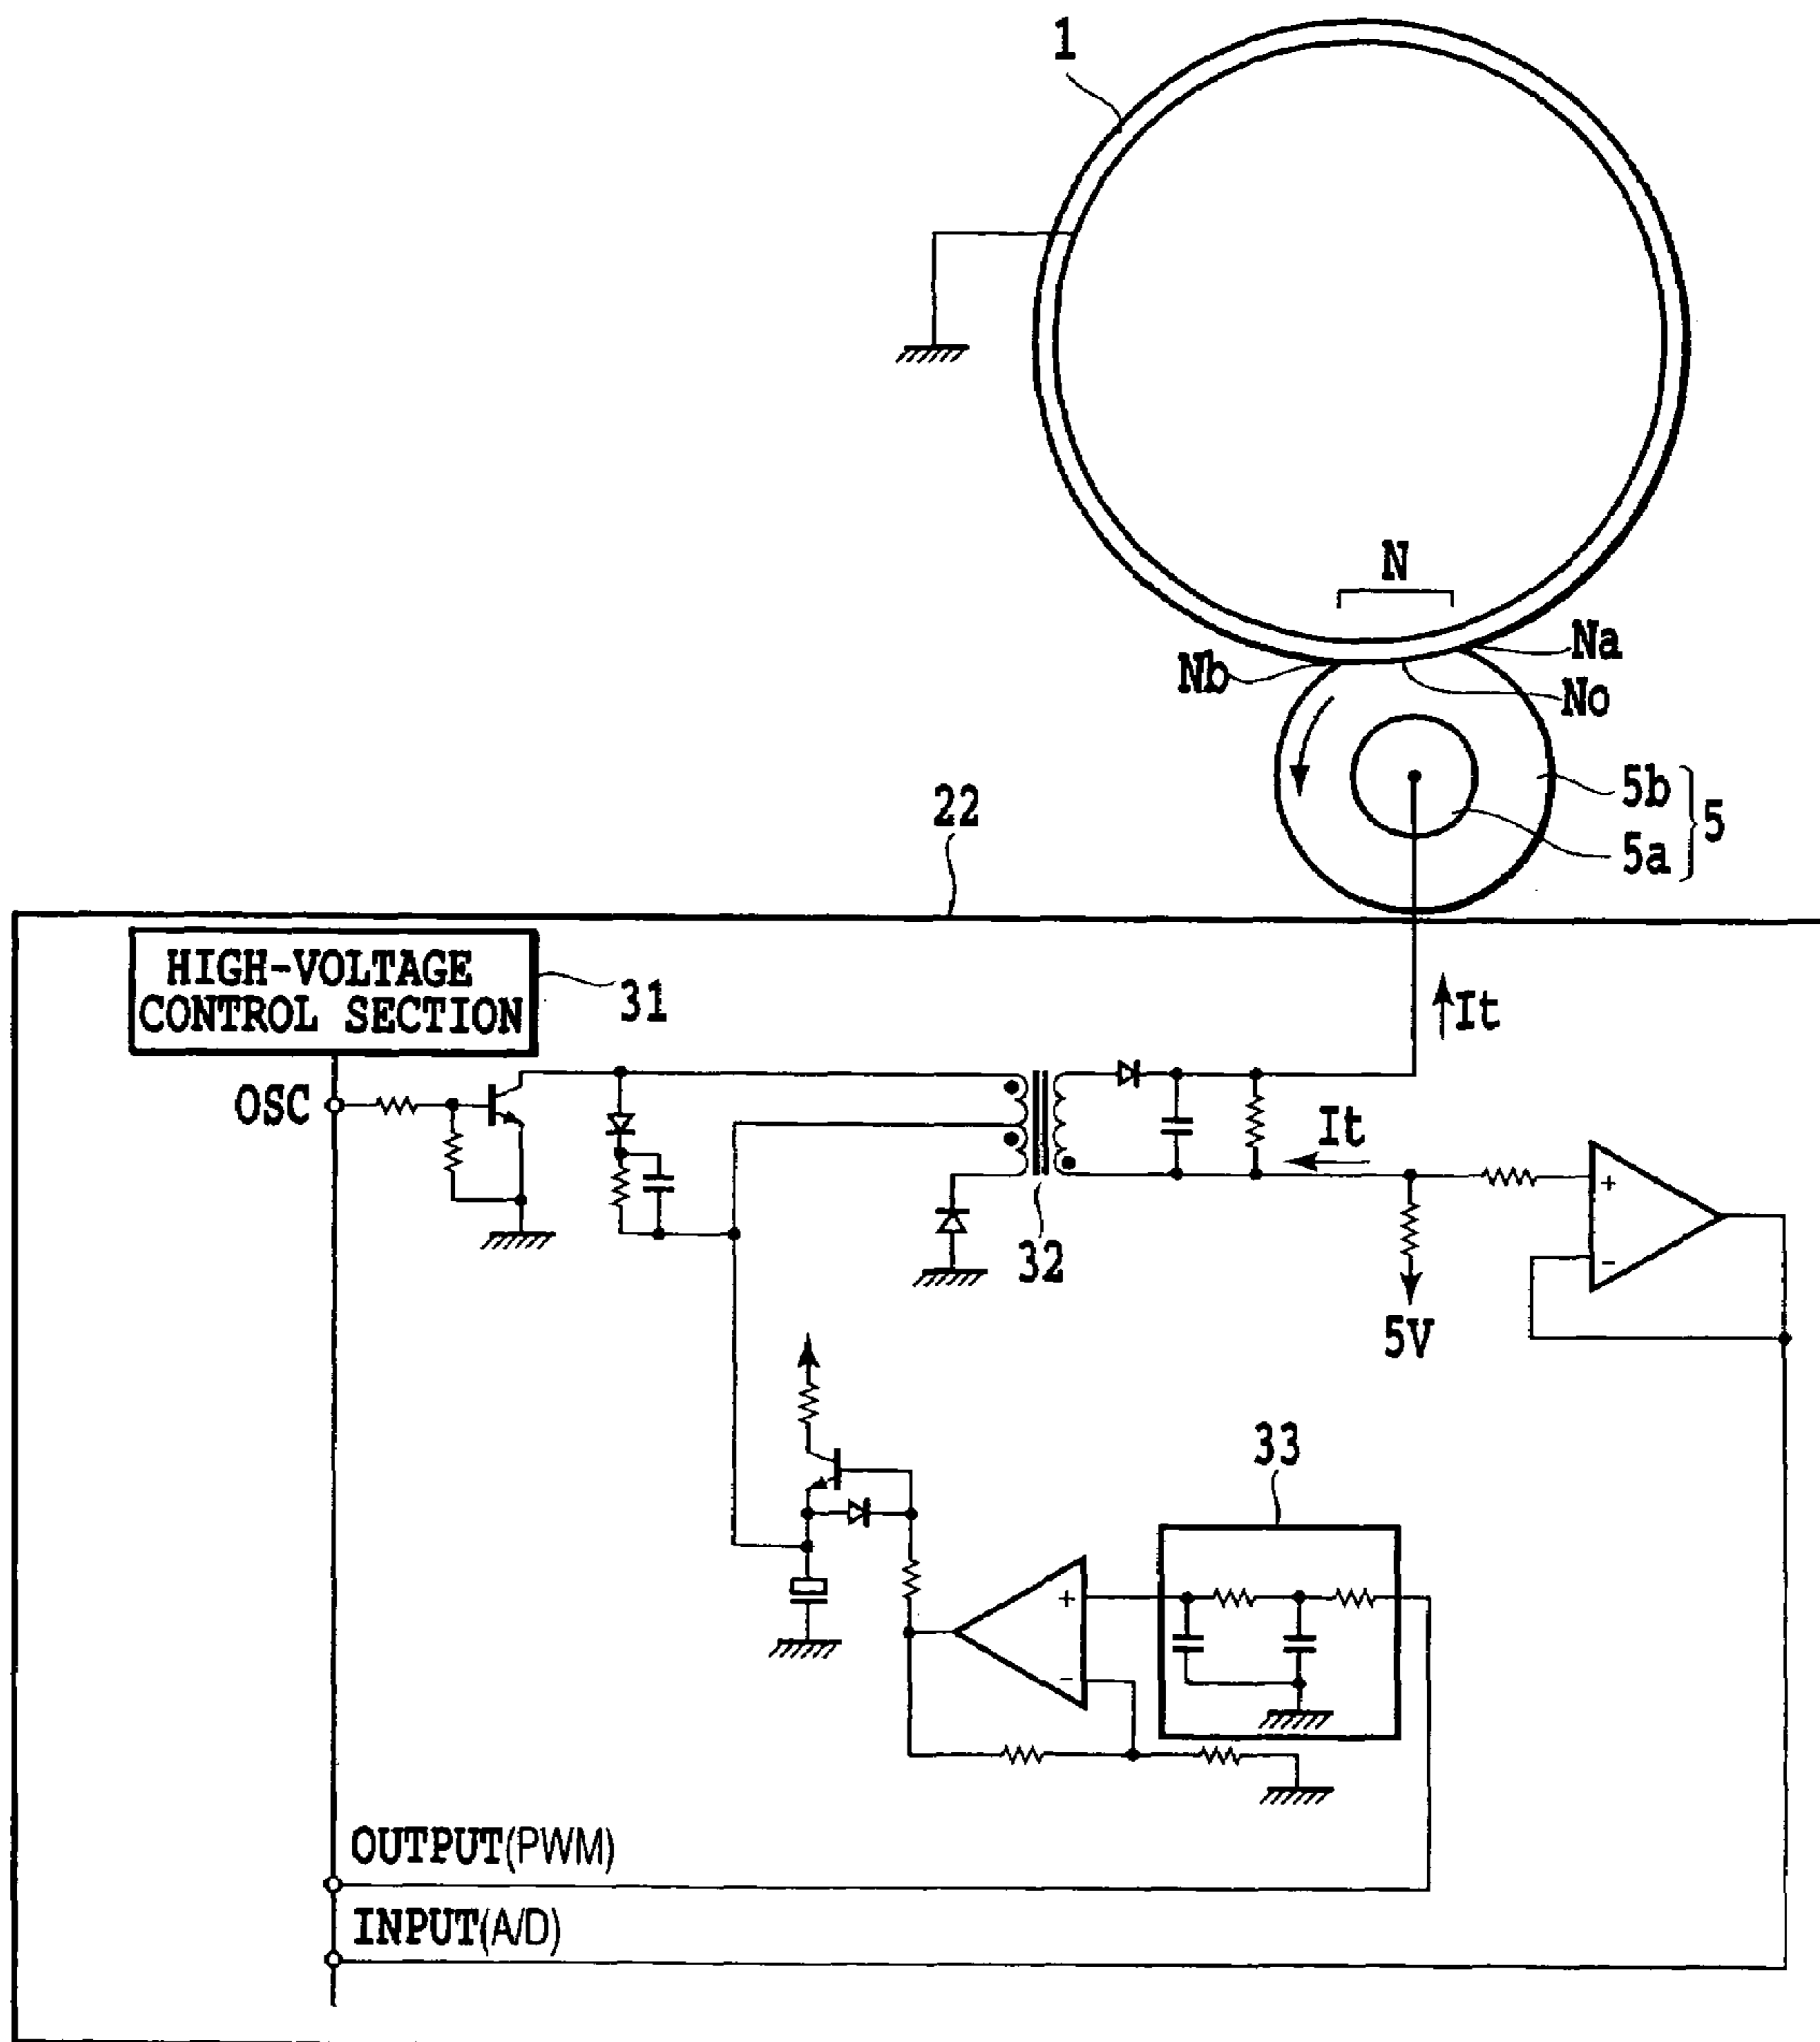 1
N
Na
Nb
No
5b
5
5a
22
HIGH-VOLTAGE
CONTROL SECTION
31
It
OSC
It
+
32
-
5V
33
+
-
OUTPUT(PWM)
INPUT(A/D)